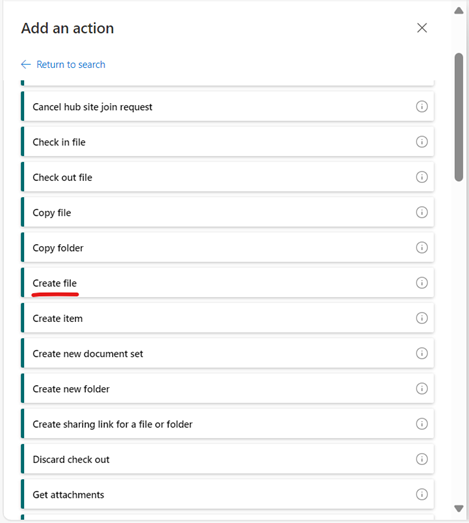 Add an action
Return to search
Cancel hub site join request
Check in file
Check out file
Copy file
Copy folder
Create file
Create item
Create new document set
Create new folder
Create sharing link for a file or folder
Discard check out
Get attachments